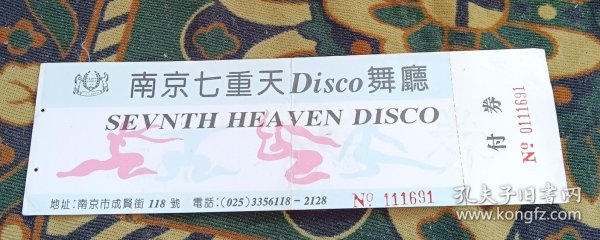 南京七重天Disco舞廳
SEVNTH HEAVEN DISCO
地址:南京市成賢街 118 號 電話:(025)3356118-2128
Nº 111691
付券
Nº 0111691
孔夫子旧书网
www.kongfz.com